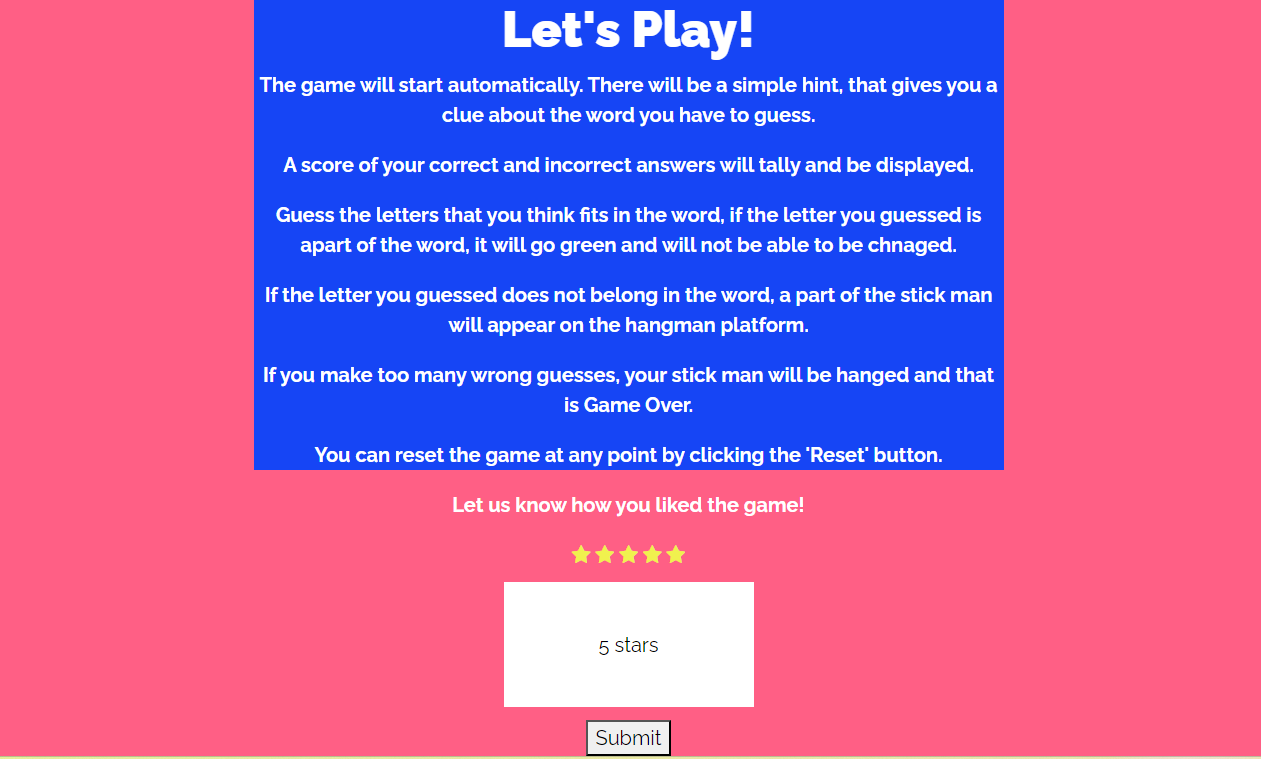 Let's Play!
The game will start automatically. There will be a simple hint, that gives you a
clue about the word you have to guess.
A score of your correct and incorrect answers will tally and be displayed.
Guess the letters that you think fits in the word, if the letter you guessed is
apart of the word, it will go green and will not be able to be chnaged.
If the letter you guessed does not belong in the word, a part of the stick man
will appear on the hangman platform.
If you make too many wrong guesses, your stick man will be hanged and that
is Game Over.
You can reset the game at any point by clicking the 'Reset' button.
Let us know how you liked the game!
5 stars
Submit